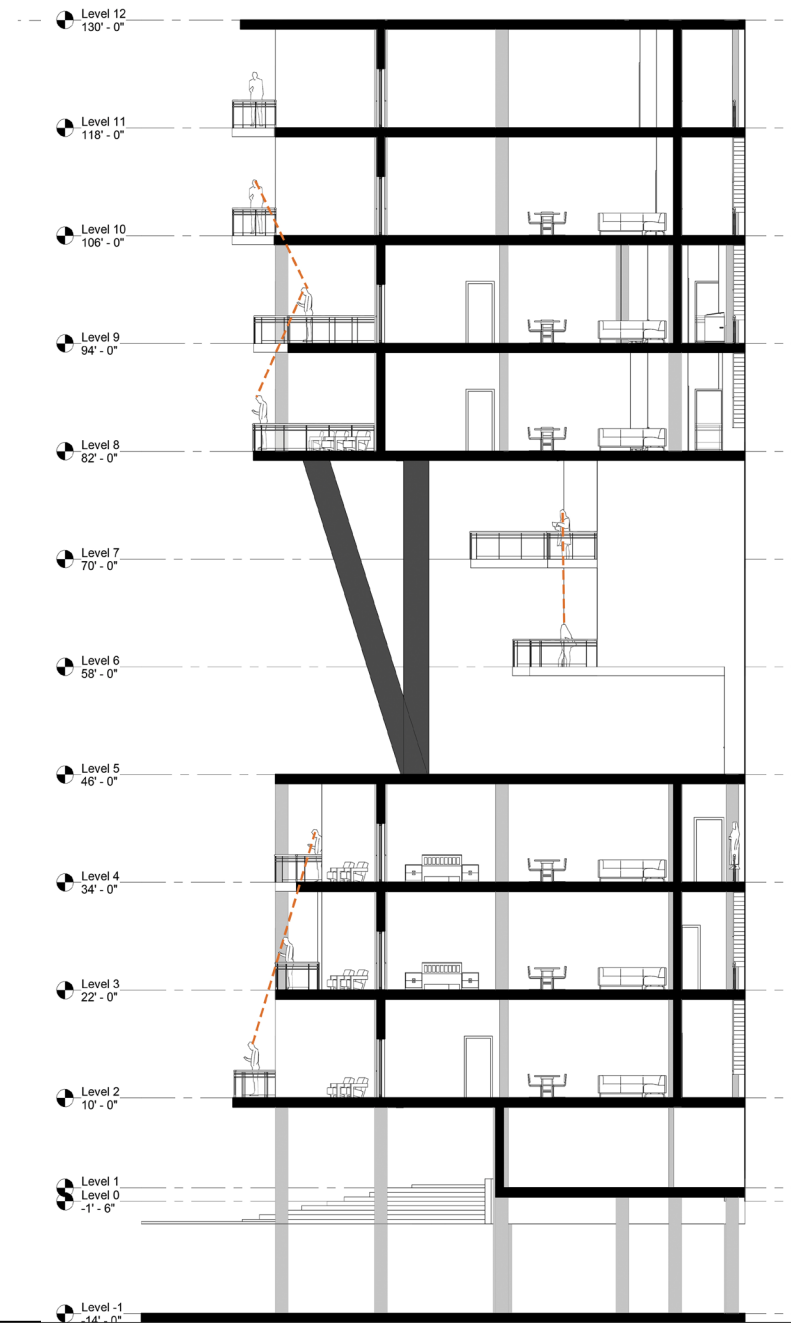 Level 12
130' - 0"
Level 11
118' - 0"
Level 10
106' - 0"
Level 9
94' - 0"
Level 8
82' - 0"
Level 7
70' - 0"
Level 6
58' - 0"
Level 5
46' - 0"
Level 4
34' - 0"
Level 3
22' - 0"
Level 2
10' - 0"
Level 1
Level 0
-1' - 6"
Level -1
-14' - 0"